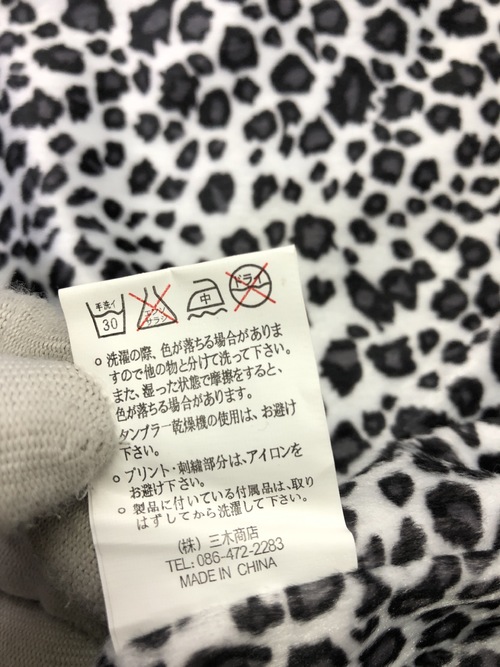 手洗イ 30 エンソサラシ 中 ドライ
○ 洗濯の際、色が落ちる場合がありま
すので他の物と分けて洗って下さい。
また、湿った状態で摩擦をすると、
色が落ちる場合があります。
タンブラー乾燥機の使用は、お避け
下さい。
○ プリント・刺繍部分は、アイロンを
お避け下さい。
○ 製品に付いている付属品は、取り
はずしてから洗濯して下さい。
(株) 三木商店
TEL:086-472-2283
MADE IN CHINA